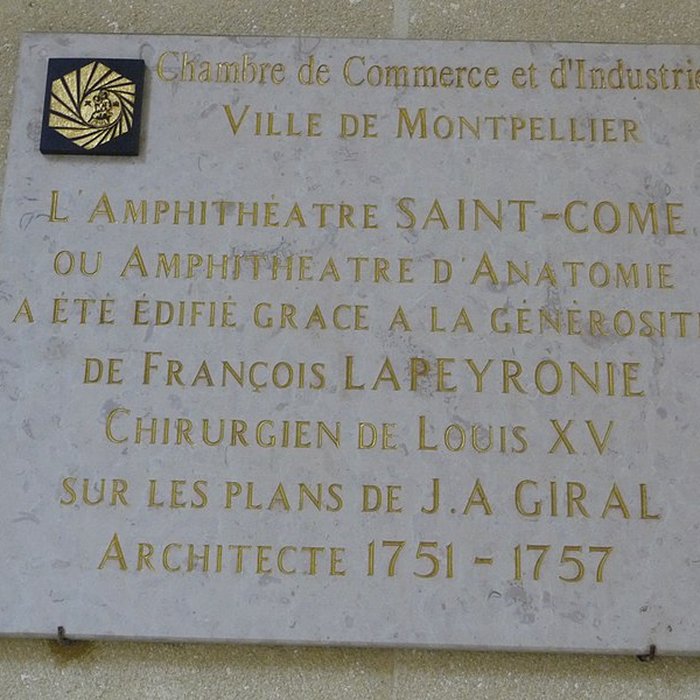 Chambre de Commerce et d'Industrie
VILLE DE MONTPELLIER
L'AMPHITHÉATRE SAINT-COME
OU AMPHITHEATRE D'ANATOMIE
A ÉTÉ ÉDIFIÉ GRACE A LA GÉNÉROSITÉ
DE FRANÇOIS LAPEYRONIE
CHIRURGIEN DE LOUIS XV
SUR LES PLANS DE J.A GIRAL
ARCHITECTE 1751 - 1757